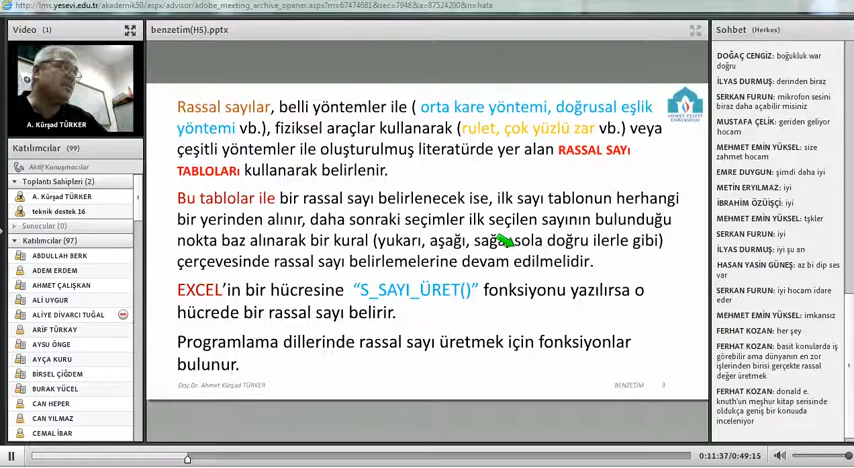 http://lms.yesevi.edu.tr/akademik50/aspx/advisor/adobe_meeting_archive_opener.aspx?m=67474681&sec=7948&ca=87524200&n=hata
Video (1)
A. Kürşad TÜRKER
Katılımcılar (99)
Aktif Konuşmacılar
Toplantı Sahipleri (2)
A. Kürşad TÜRKER
teknik destek 16
Sunucular (0)
Katılımcılar (97)
ABDULLAH BERK
ADEM ERDEM
AHMET ÇALIŞKAN
ALİ UYGUR
ALİYE DİVARCI TUĞAL
ARİF TÜRKAY
AYSU ÖNGE
AYÇA KURU
BİRSEL ÇİĞDEM
BURAK YÜCEL
CAN HEPER
CAN YILMAZ
CEMAL İBAR
benzetim(H5).pptx
Rassal sayılar, belli yöntemler ile ( orta kare yöntemi, doğrusal eşlik
yöntemi vb.), fiziksel araçlar kullanarak (rulet, çok yüzlü zar vb.) veya
çeşitli yöntemler ile oluşturulmuş literatürde yer alan RASSAL SAYI
TABLOLARI kullanarak belirlenir.
AHMET YESEVİ
ÜNİVERSİTESİ
Bu tablolar ile bir rassal sayı belirlenecek ise, ilk sayı tablonun herhangi
bir yerinden alınır, daha sonraki seçimler ilk seçilen sayının bulunduğu
nokta baz alınarak bir kural (yukarı, aşağı, sağa, sola doğru ilerle gibi)
çerçevesinde rassal sayı belirlemelerine devam edilmelidir.
EXCEL'in bir hücresine "S_SAYI_ÜRET()" fonksiyonu yazılırsa o
hücrede bir rassal sayı belirir.
Programlama dillerinde rassal sayı üretmek için fonksiyonlar
bulunur.
Doç.Dr. Ahmet Kürşad TÜRKER
BENZETİM
3
Sohbet (Herkes)
DOĞAÇ CENGİZ: boğukluk war
doğru
İLYAS DURMUŞ: derinden biraz
SERKAN FURUN: mikrofon sesini
biraz daha açabilir misiniz
MUSTAFA ÇELİK: geriden geliyor
hocam
MEHMET EMİN YÜKSEL: size
zahmet hocam
EMRE DUYGUN: şimdi daha iyi
METİN ERYILMAZ: iyi
İBRAHİM ÖZÜİŞÇİ: iyi
MEHMET EMİN YÜKSEL: tşkler
SERKAN FURUN: iyi
İLYAS DURMUŞ: iyi şu an
HASAN YASİN GÜNEŞ: az bi dip ses
var
SERKAN FURUN: iyi hocam idare
eder
MEHMET EMİN YÜKSEL: imkansız
FERHAT KOZAN: her şey
FERHAT KOZAN: basit konularda iş
görebilir ama dünyanın en zor
işlerinden birisi gerçekte rassal
değer üretmek
FERHAT KOZAN: donald e.
knuth'un meşhur kitap serisinde
oldukça geniş bir konuuda
inceleniyor
0:11:37/0:49:15